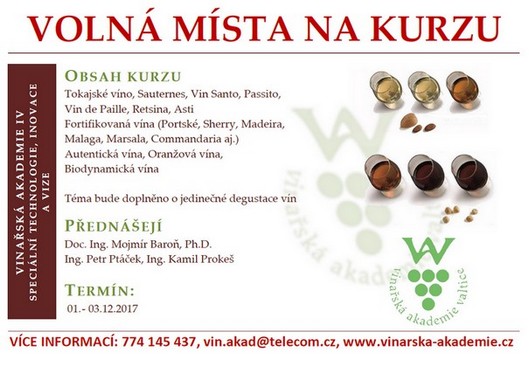 VOLNÁ MÍSTA NA KURZU
VINAŘSKÁ AKADEMIE IV
SPECIÁLNÍ TECHNOLOGIE, INOVACE
A VIZE
OBSAH KURZU
Tokajské víno, Sauternes, Vin Santo, Passito,
Vin de Paille, Retsina, Asti
Fortifikovaná vína (Portské, Sherry, Madeira,
Malaga, Marsala, Commandaria aj.)
Autentická vína, Oranžová vína,
Biodynamická vína
Téma bude doplněno o jedinečné degustace vín
PŘEDNÁŠEJÍ
Doc. Ing. Mojmír Baroň, Ph.D.
Ing. Petr Ptáček, Ing. Kamil Prokeš
TERMÍN:
01.- 03.12.2017
vinařská akademie valtice
vinařská akademie valtice
VÍCE INFORMACÍ: 774 145 437, vin.akad@telecom.cz, www.vinarska-akademie.cz